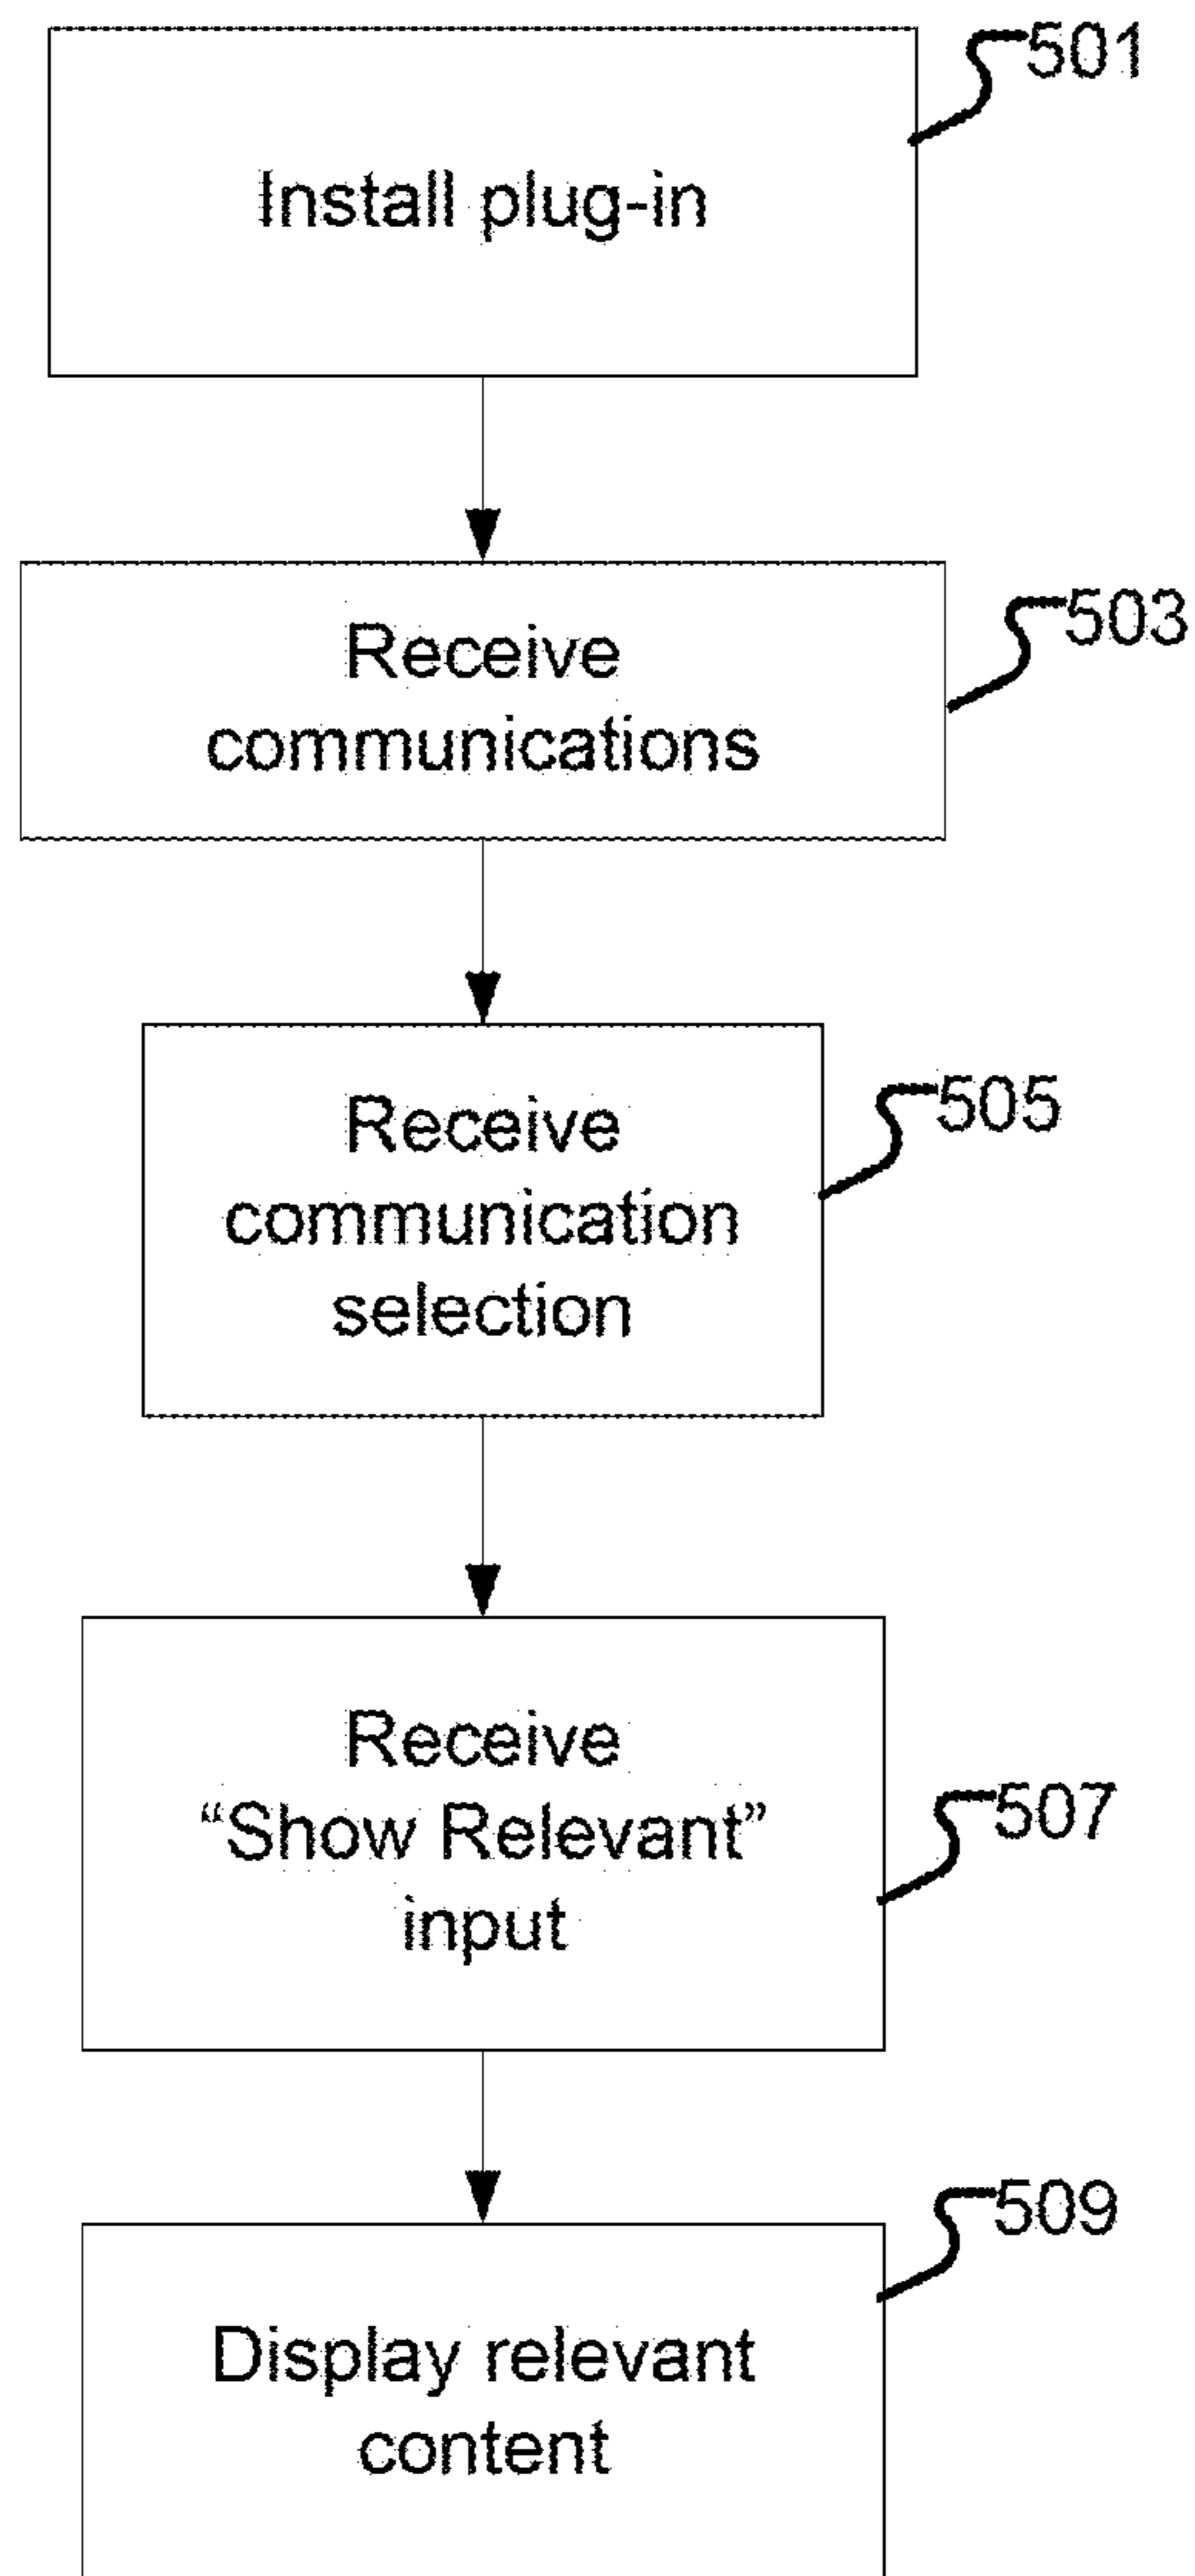 501
Install plug-in
503
Receive
communications
505
Receive
communication
selection
Receive
“Show Relevant”
input
507
509
Display relevant
content